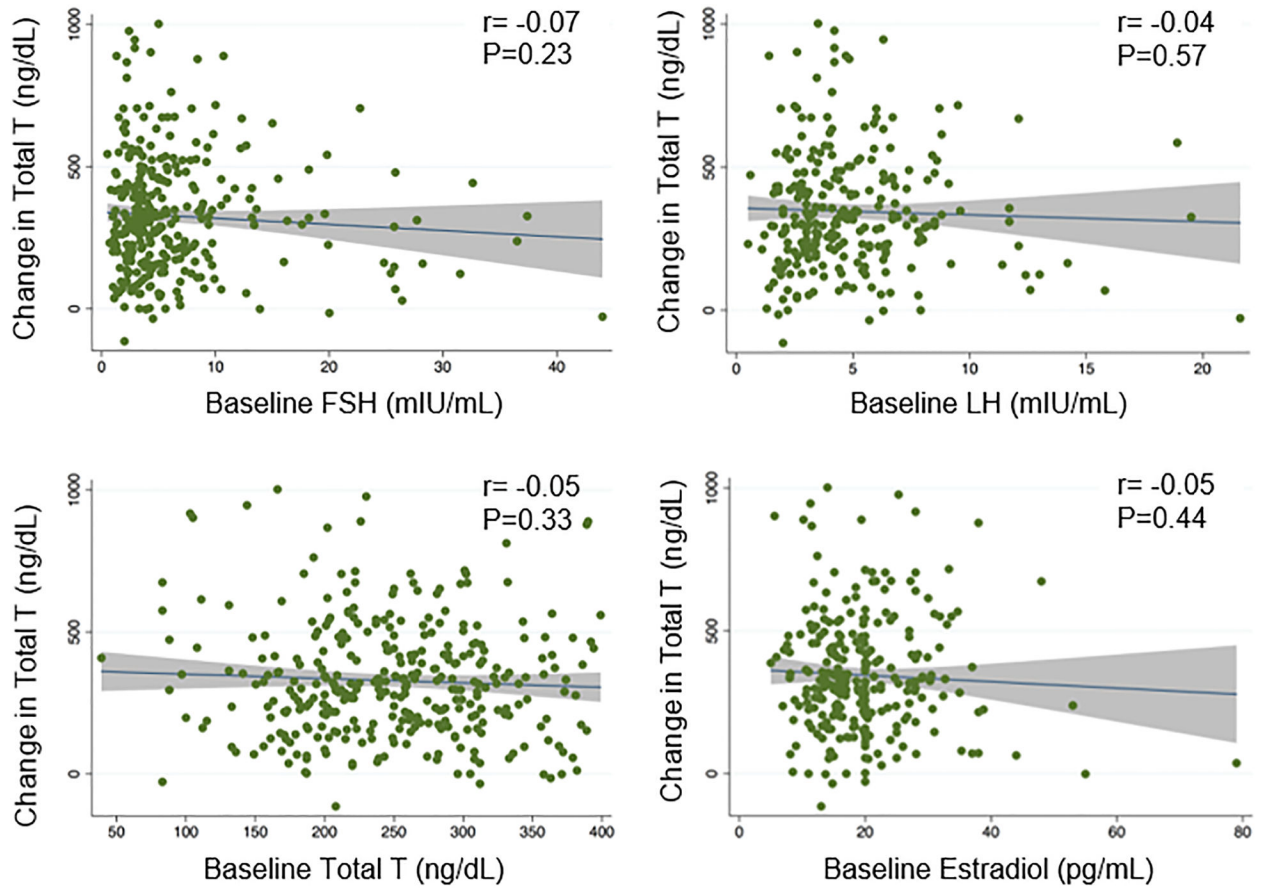 r= -0.07
P=0.23
Change in Total T (ng/dL)
1000
500
0
0 10 20 30 40
Baseline FSH (mIU/mL)
r= -0.04
P=0.57
Change in Total T (ng/dL)
1000
500
0
0 5 10 15 20
Baseline LH (mIU/mL)
r= -0.05
P=0.33
Change in Total T (ng/dL)
1000
500
0
50 100 150 200 250 300 350 400
Baseline Total T (ng/dL)
r= -0.05
P=0.44
Change in Total T (ng/dL)
1000
500
0
0 20 40 60 80
Baseline Estradiol (pg/mL)